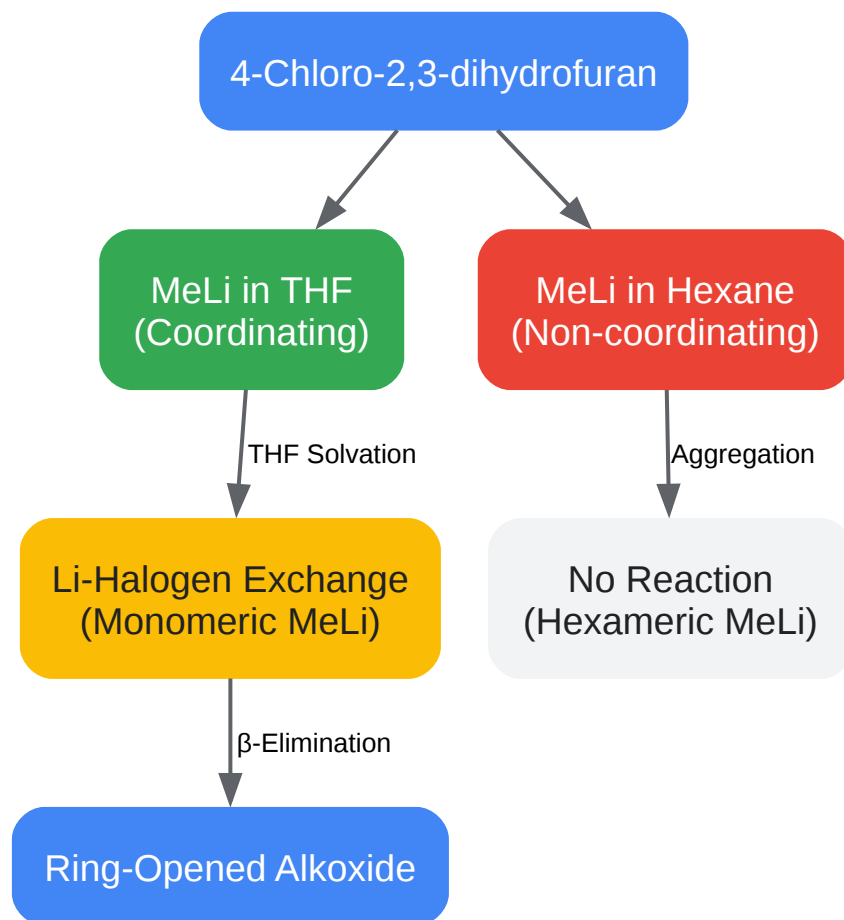 4-Chloro-2,3-dihydrofuran
MeLi in THF
(Coordinating)
MeLi in Hexane
(Non-coordinating)
THF Solvation
Aggregation
Li-Halogen Exchange
(Monomeric MeLi)
No Reaction
(Hexameric MeLi)
β-Elimination
Ring-Opened Alkoxide